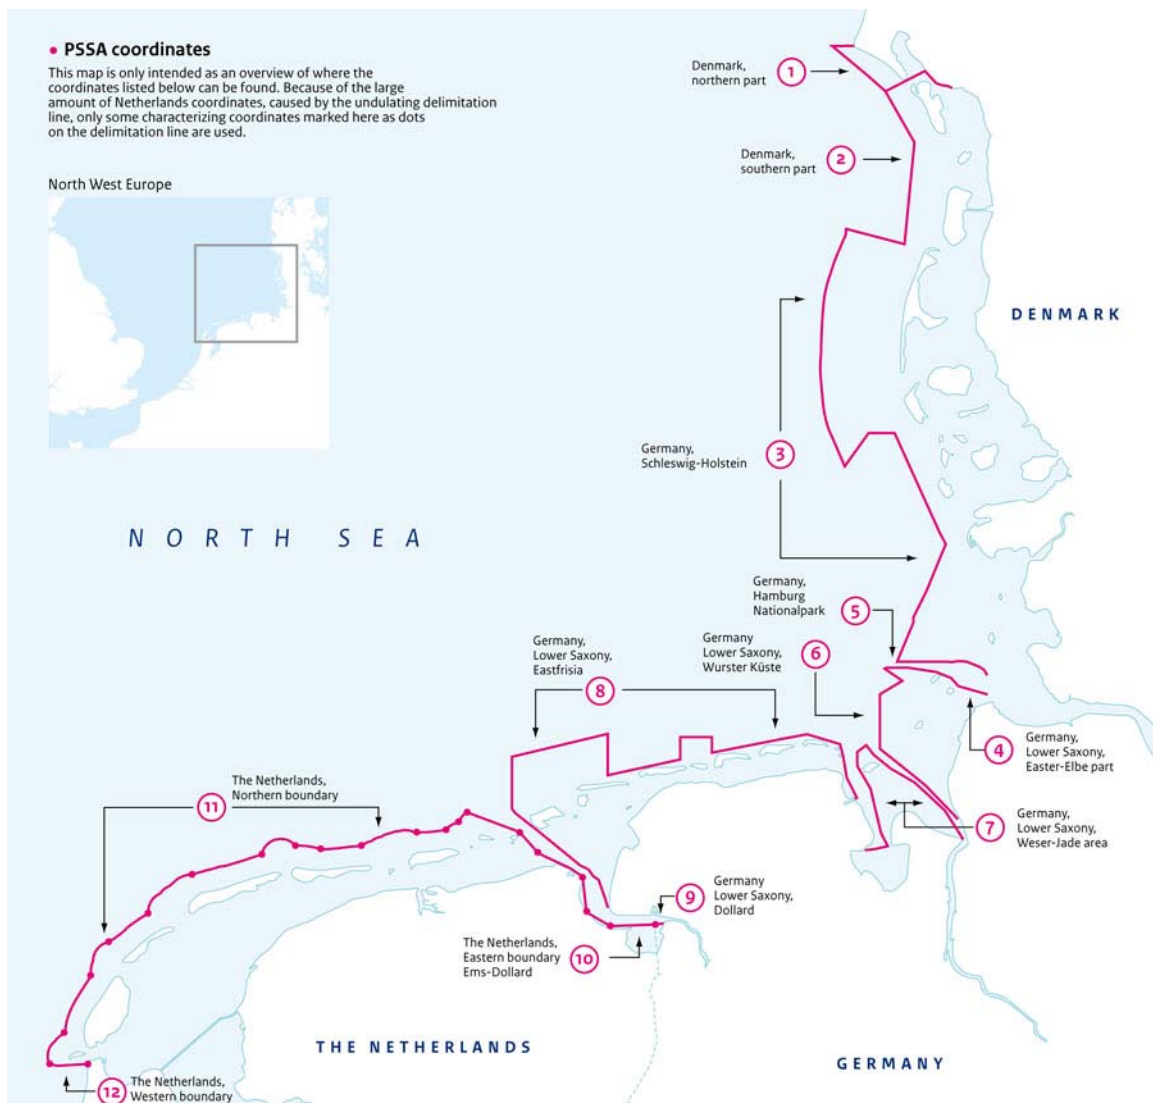 • PSSA coordinates
This map is only intended as an overview of where the
coordinates listed below can be found. Because of the large
amount of Netherlands coordinates, caused by the undulating delimitation
line, only some characterizing coordinates marked here as dots
on the delimitation line are used.
North West Europe
Denmark,
northern part
1
Denmark,
southern part
2
DENMARK
Germany,
Schleswig-Holstein
3
NORTH SEA
Germany,
Hamburg
Nationalpark
5
Germany,
Lower Saxony,
Eastfrisia
8
Germany
Lower Saxony,
Wurster Küste
6
4
Germany,
Lower Saxony,
Easter-Elbe part
The Netherlands,
Northern boundary
11
7
Germany,
Lower Saxony,
Weser-Jade area
9
Germany
Lower Saxony,
Dollard
The Netherlands,
Eastern boundary
Ems-Dollard
10
THE NETHERLANDS
GERMANY
12
The Netherlands,
Western boundary